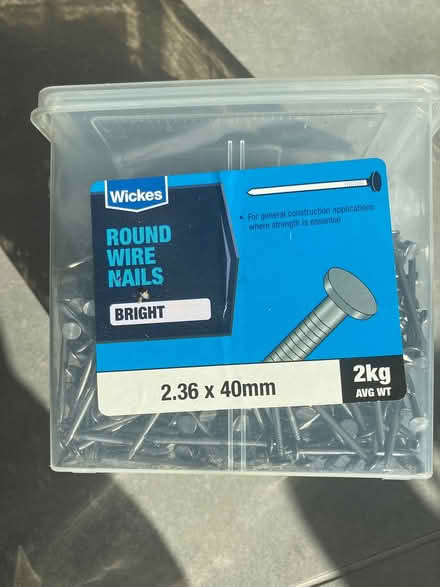 Wickes
ROUND
WIRE
NAILS
BRIGHT
• For general construction applications
where strength is essential
2.36 x 40mm
2kg
AVG WT